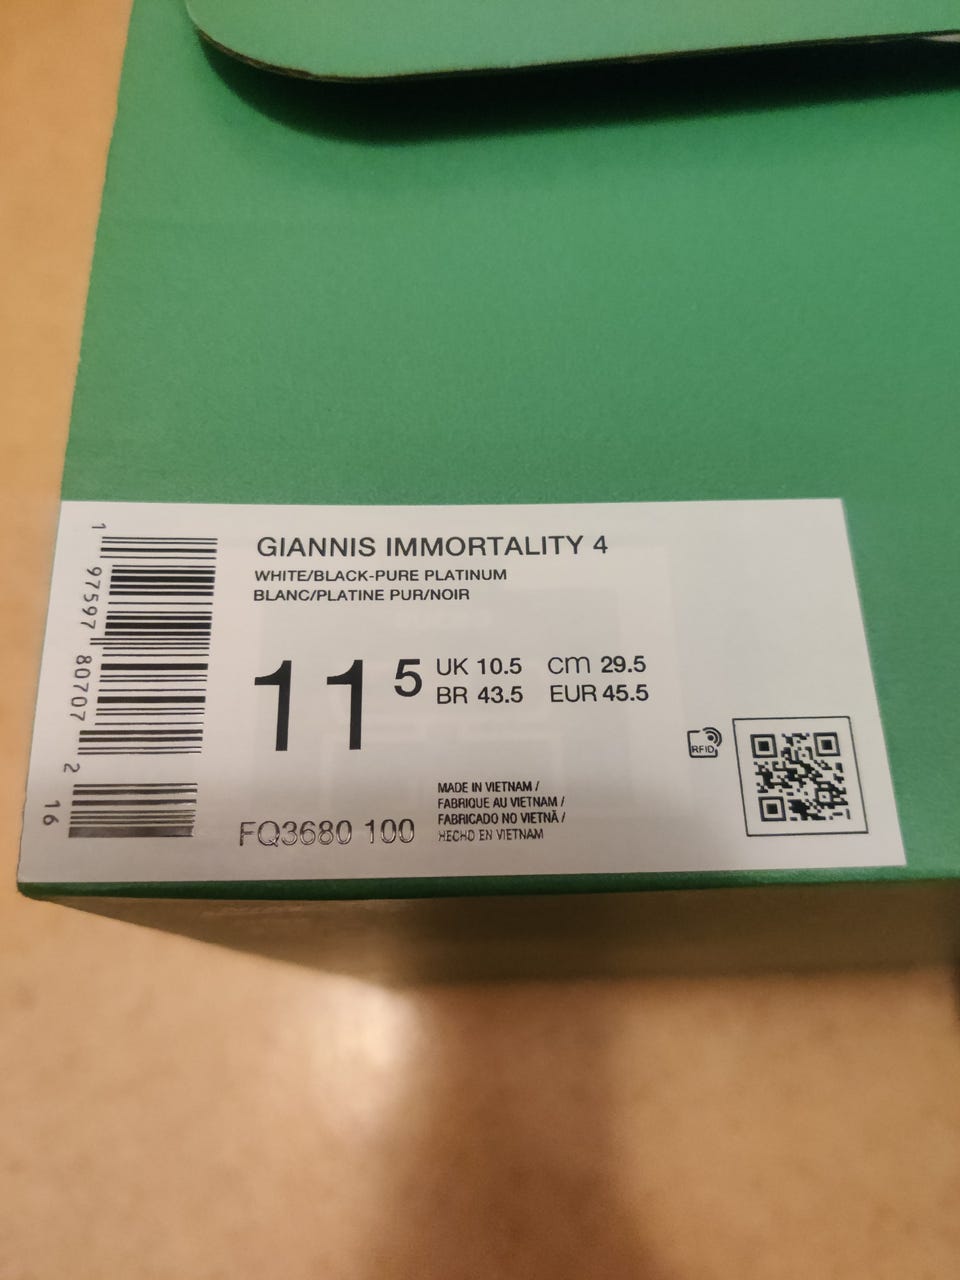 GIANNIS IMMORTALITY 4
WHITE/BLACK-PURE PLATINUM
BLANC/PLATINE PUR/NOIR
11 5
UK 10.5 cm 29.5
BR 43.5 EUR 45.5
MADE IN VIETNAM /
FABRIQUE AU VIETNAM /
FABRICADO NO VIETNÃ /
HECHO EN VIETNAM
FQ3680 100
RFID
1 97597 80707 2 16